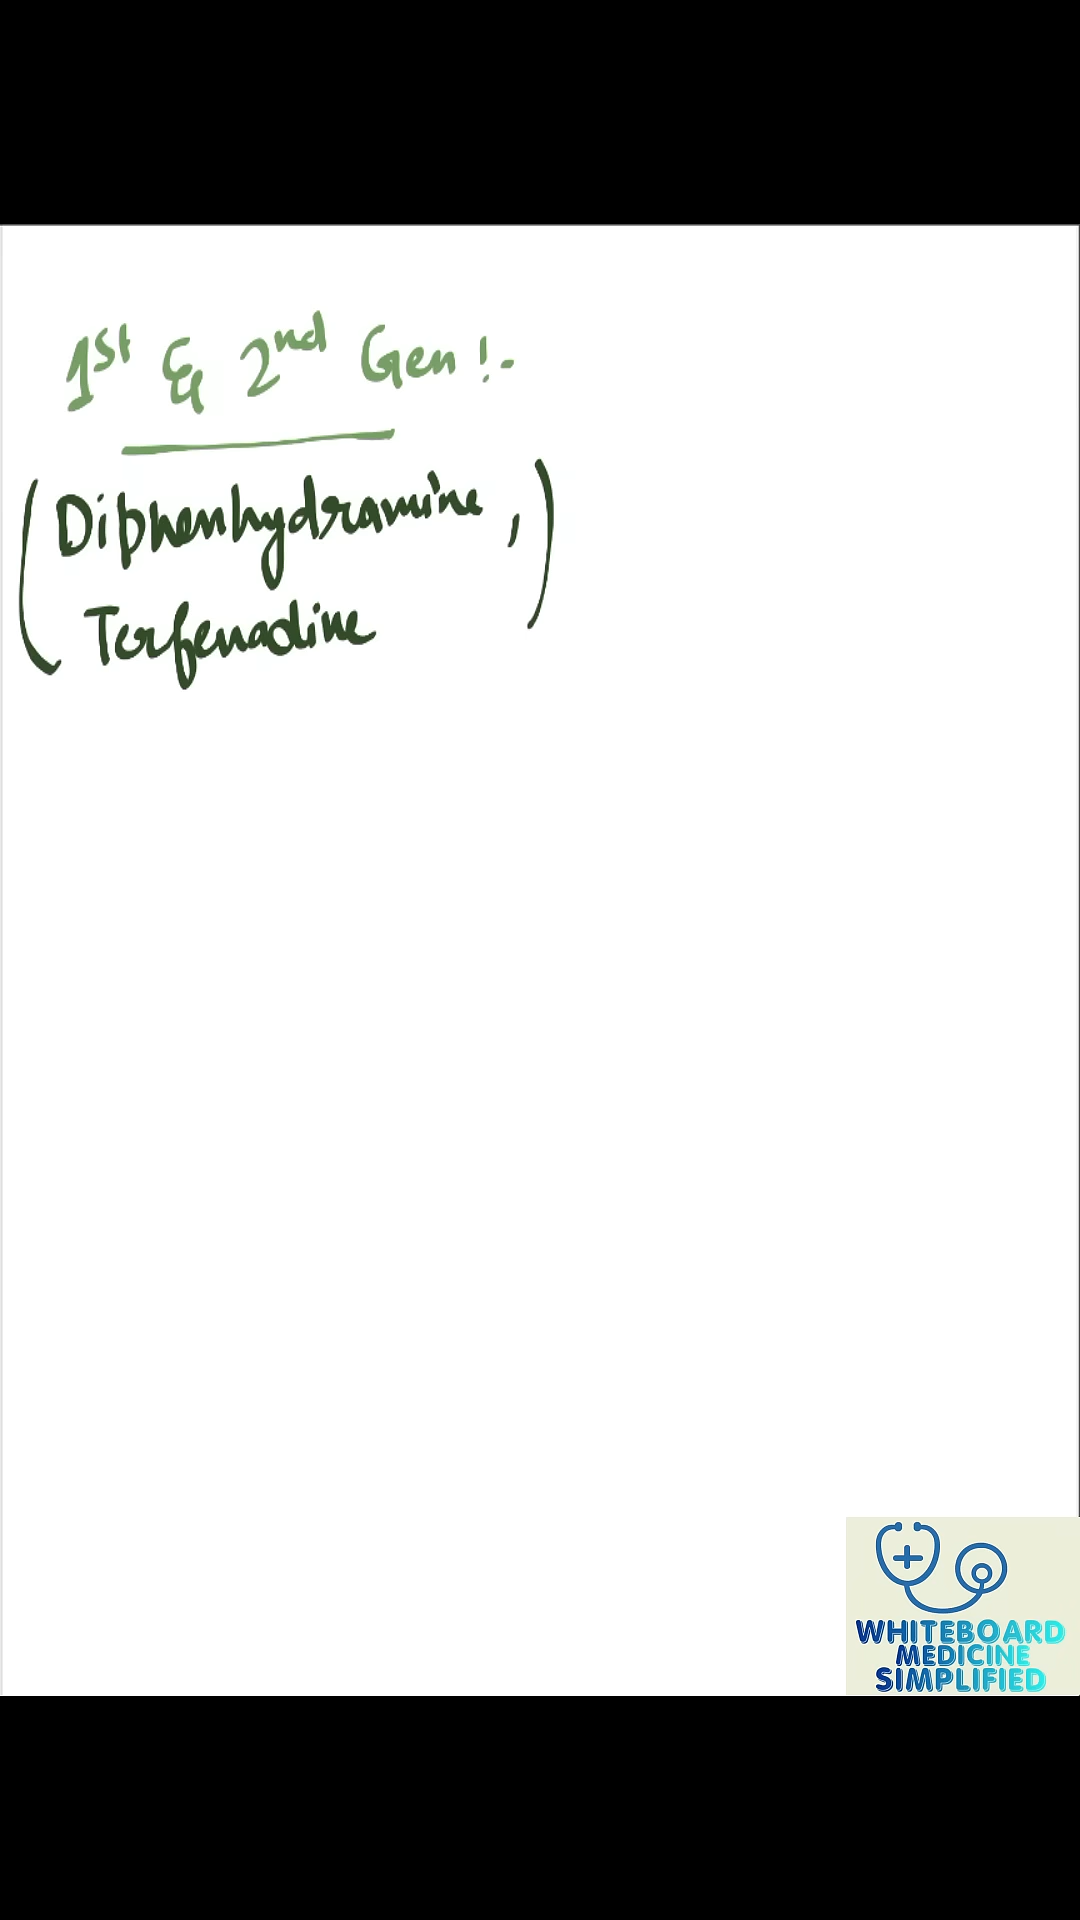 1st & 2nd Gen :-
(Diphenhydramine,)
Terfenadine
WHITEBOARD
MEDICINE
SIMPLIFIED